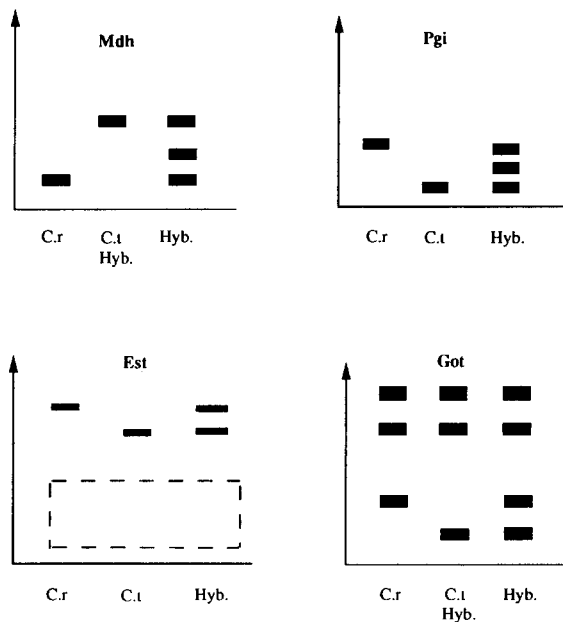 Mdh
C.r C.t Hyb.
Hyb.
Pgi
C.r C.t Hyb.
Est
C.r C.t Hyb.
Got
C.r C.t Hyb.
Hyb.